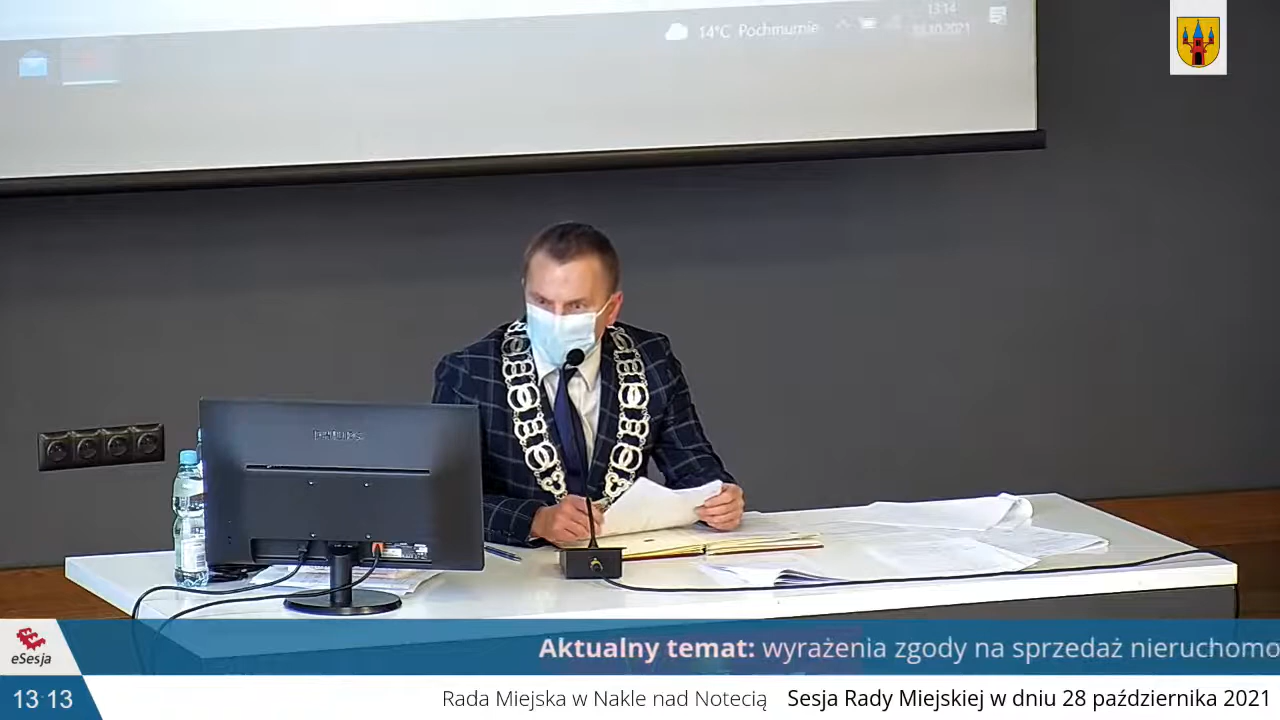 13:14
14°C Pochmurnie
PHILIPS
Aktualny temat: wyrażenia zgody na sprzedaż nieruchomo
eSesja
13:13
Rada Miejska w Nakle nad Notecią Sesja Rady Miejskiej w dniu 28 października 2021